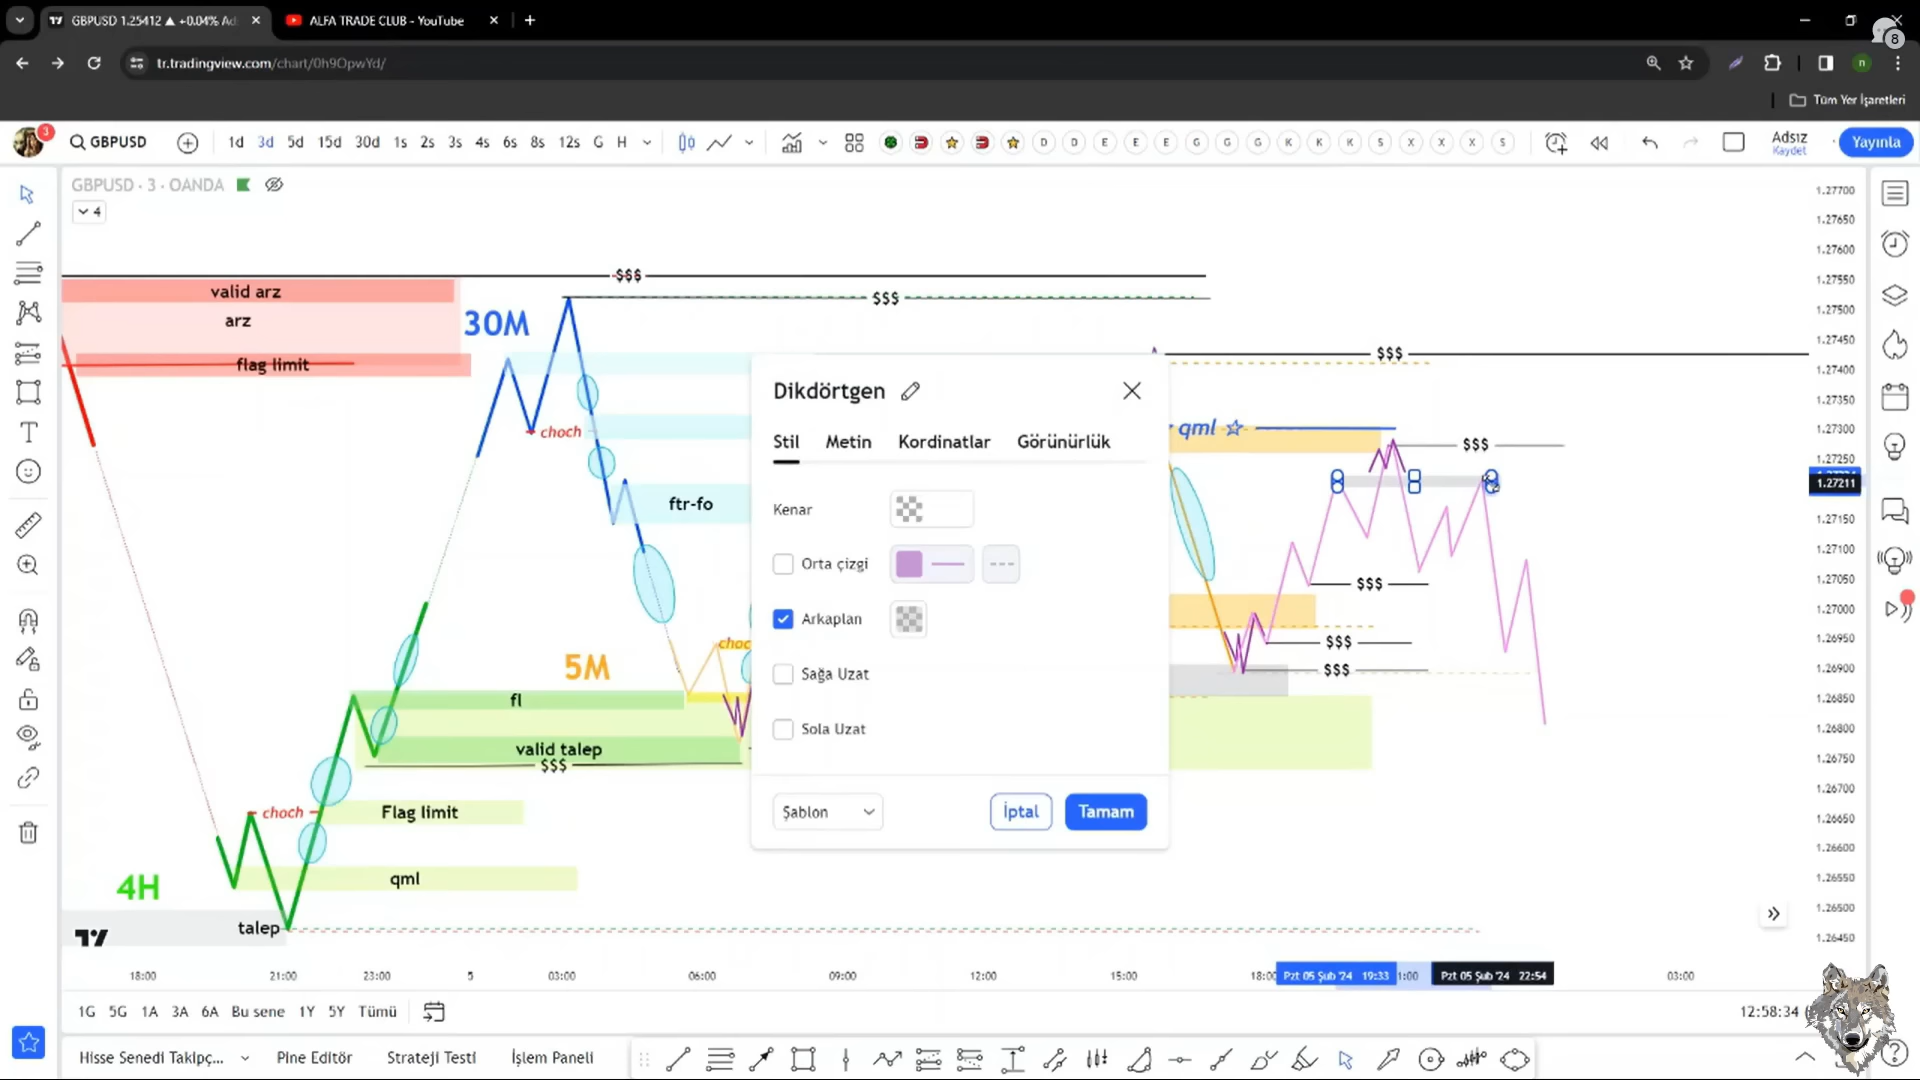 GBPUSD 1.25412 ▲ +0.04% Ad
ALFA TRADE CLUB - YouTube
8
tr.tradingview.com/chart/0h9OpwYd/
n
Tüm Yer İşaretleri
3
GBPUSD
1d 3d 5d 15d 30d 1s 2s 3s 4s 6s 8s 12s G H
D D E E E G G G K K K S X X X S
Adsız
Kaydet
Yayınla
GBPUSD · 3 · OANDA
4
1.27700
1.27650
1.27600
1.27550
1.27500
1.27450
1.27400
1.27350
1.27300
1.27250
1.27211
1.27150
1.27100
1.27050
1.27000
1.26950
1.26900
1.26850
1.26800
1.26750
1.26700
1.26650
1.26600
1.26550
1.26500
1.26450
$$$
valid arz
$$$
arz
30M
flag limit
$$$
choch
qml
$$$
ftr-fo
$$$
5M
choc
$$$
$$$
fl
valid talep
$$$
choch
Flag limit
4H
qml
talep
Dikdörtgen
Stil Metin Kordinatlar Görünürlük
Kenar
Orta çizgi
Arkaplan
Sağa Uzat
Sola Uzat
Şablon
İptal
Tamam
18:00 21:00 23:00 5 03:00 06:00 09:00 12:00 15:00 18:00 Pzt 05 Şub '24 19:33 1:00 Pzt 05 Şub '24 22:54 03:00
1G 5G 1A 3A 6A Bu sene 1Y 5Y Tümü
12:58:34
Hisse Senedi Takipç... Pine Editör Strateji Testi İşlem Paneli